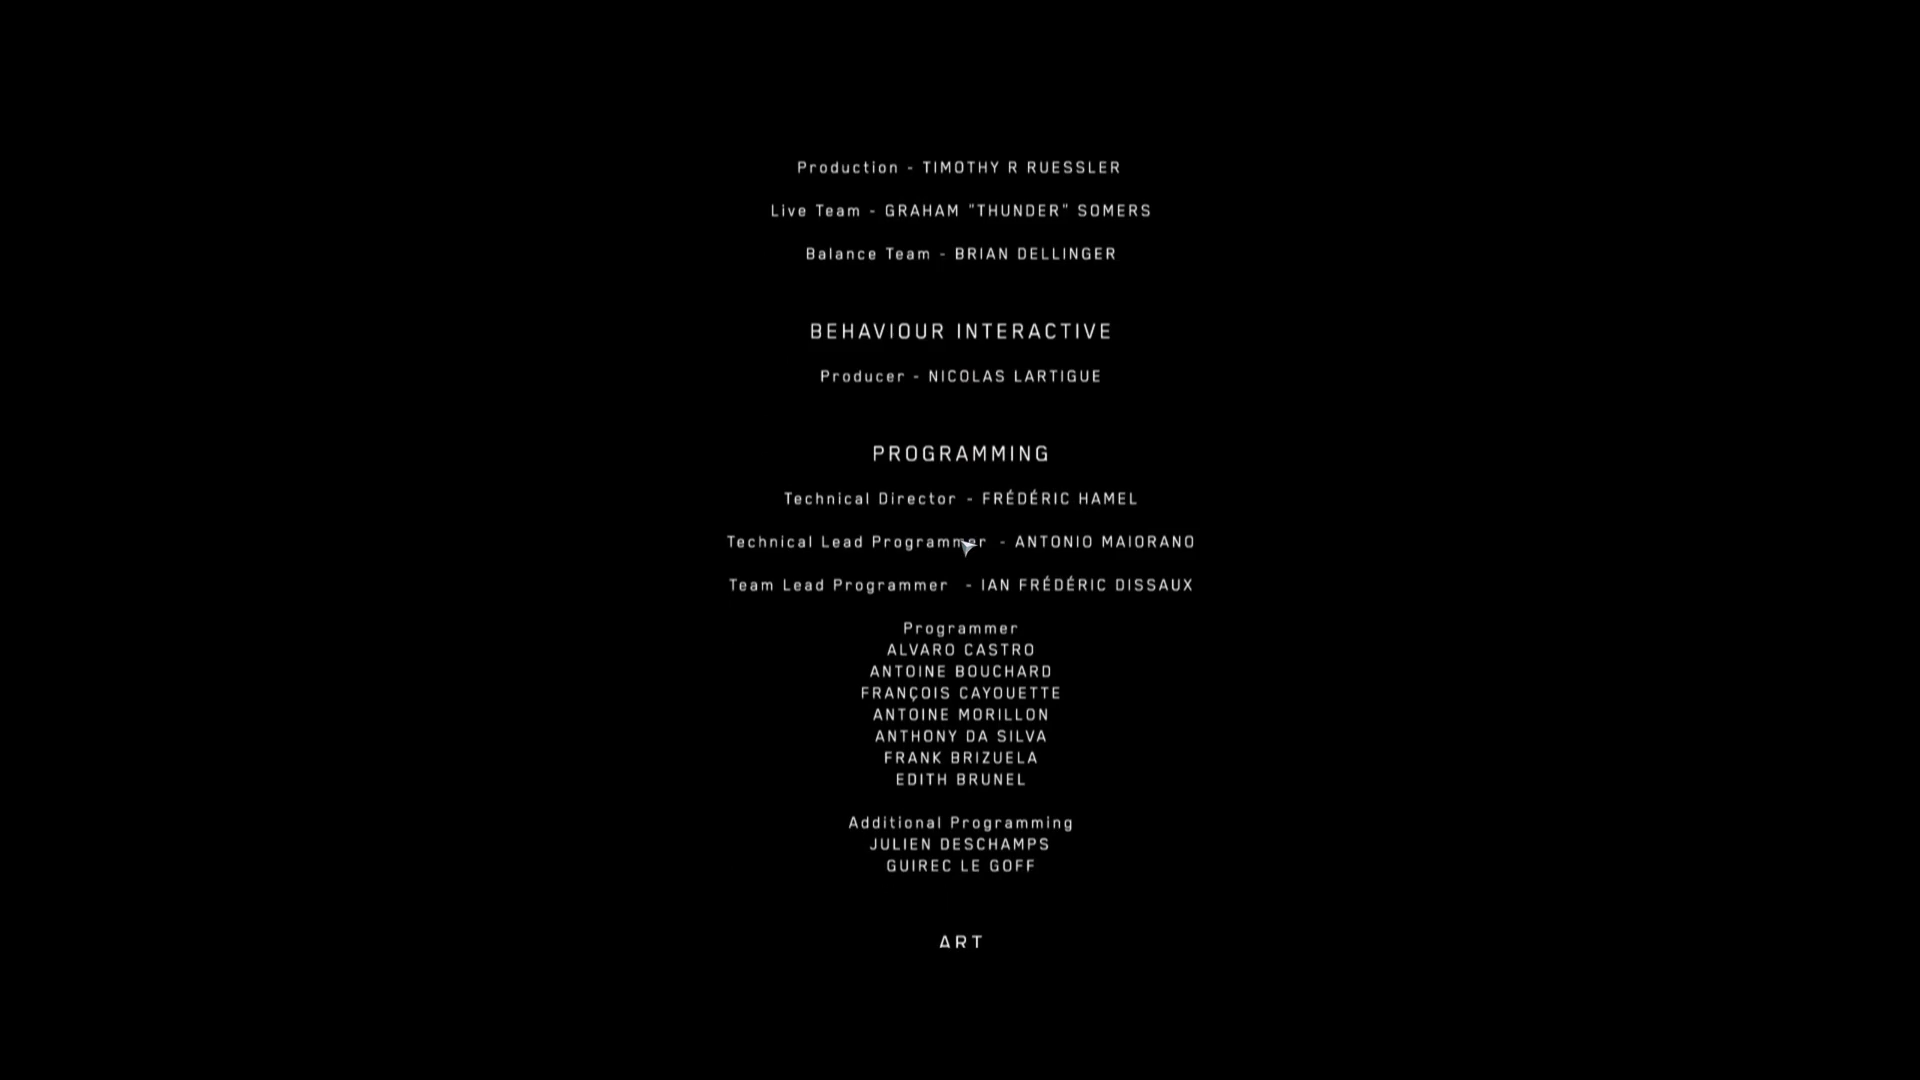 Production - TIMOTHY R RUESSLER
Live Team - GRAHAM "THUNDER" SOMERS
Balance Team - BRIAN DELLINGER
BEHAVIOUR INTERACTIVE
Producer - NICOLAS LARTIGUE
PROGRAMMING
Technical Director - FRÉDÉRIC HAMEL
Technical Lead Programmer - ANTONIO MAIORANO
Team Lead Programmer - IAN FRÉDÉRIC DISSAUX
Programmer
ALVARO CASTRO
ANTOINE BOUCHARD
FRANÇOIS CAYOUETTE
ANTOINE MORILLON
ANTHONY DA SILVA
FRANK BRIZUELA
EDITH BRUNEL
Additional Programming
JULIEN DESCHAMPS
GUIREC LE GOFF
ART